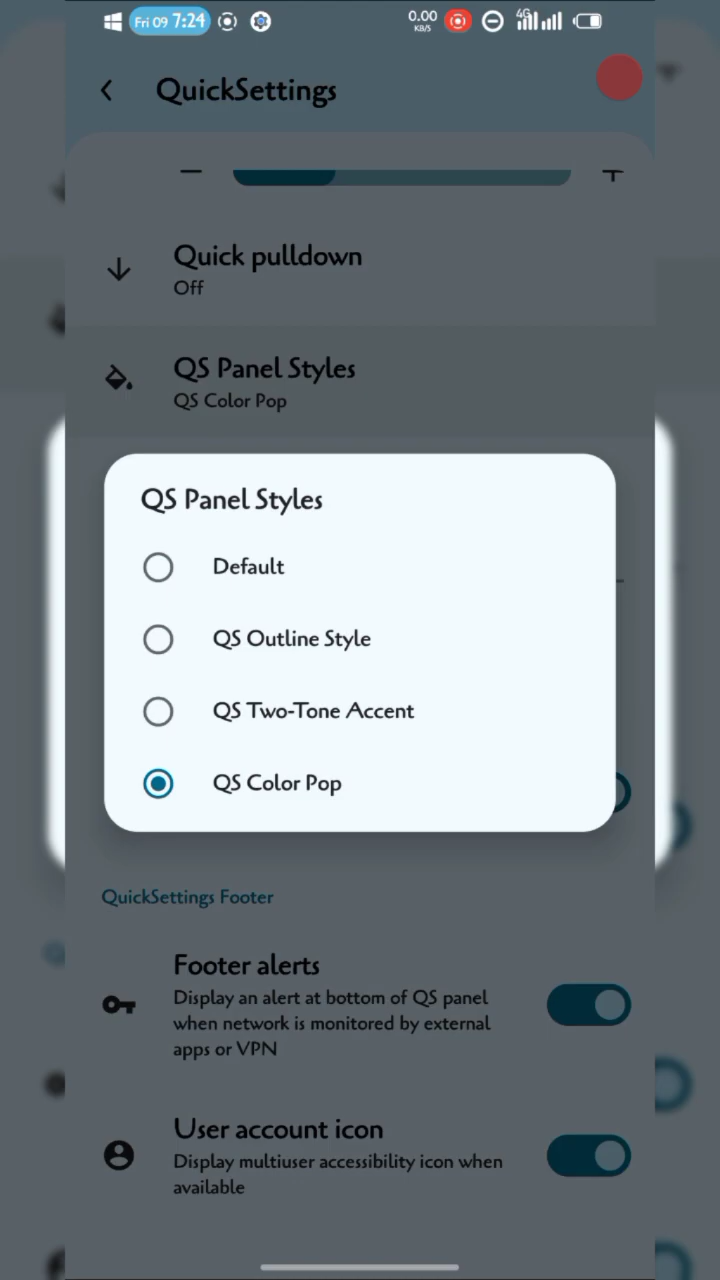 Fri 09 7:24
0.00
KB/S
4G
QuickSettings
Quick pulldown
Off
QS Panel Styles
QS Color Pop
QS Panel Styles
Default
QS Outline Style
QS Two-Tone Accent
QS Color Pop
QuickSettings Footer
Footer alerts
Display an alert at bottom of QS panel
when network is monitored by external
apps or VPN
User account icon
Display multiuser accessibility icon when
available